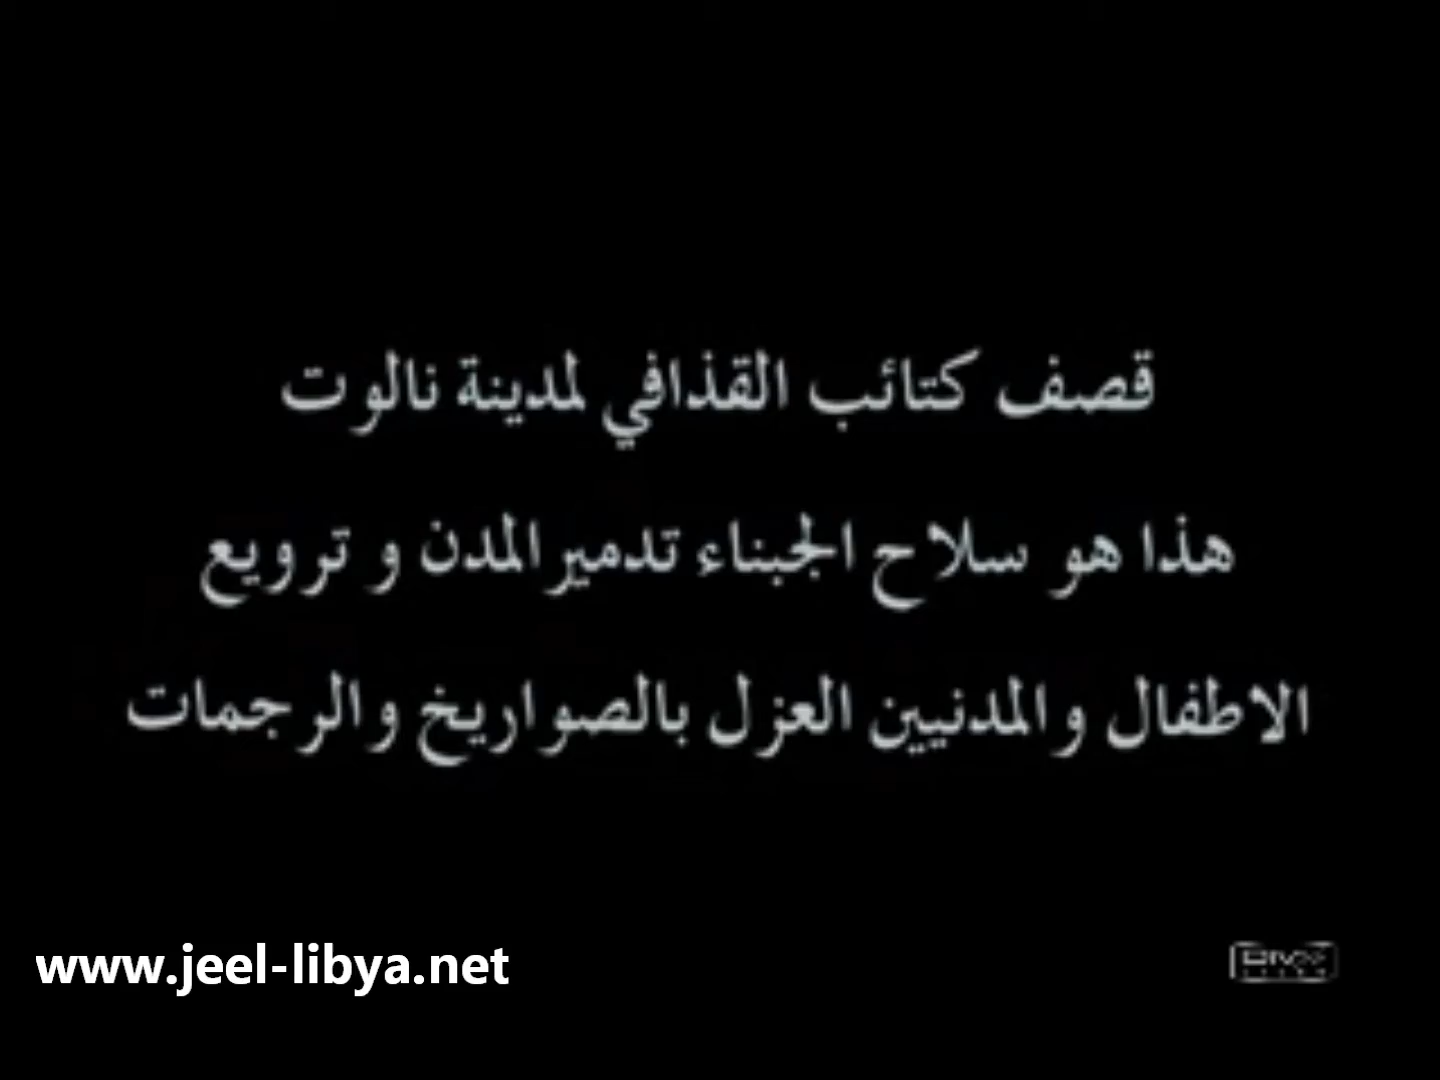 قصف كتائب القذافي لمدينة نالوت
هذا هو سلاح الجبناء تدمير المدن و ترويع
الاطفال والمدنيين العزل بالصواريخ والرجمات
www.jeel-libya.net